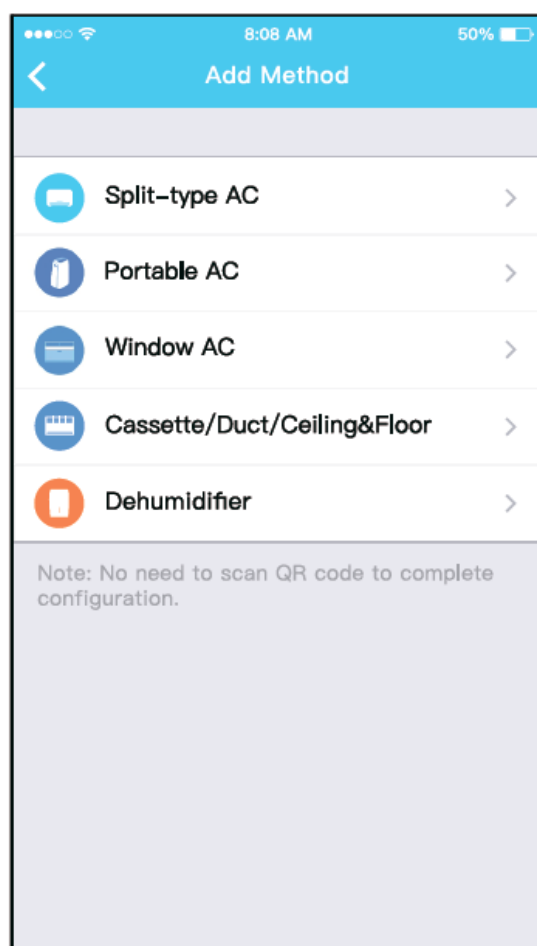 8:08 AM 50%
Add Method
Split-type AC
Portable AC
Window AC
Cassette/Duct/Ceiling&Floor
Dehumidifier
Note: No need to scan QR code to complete
configuration.